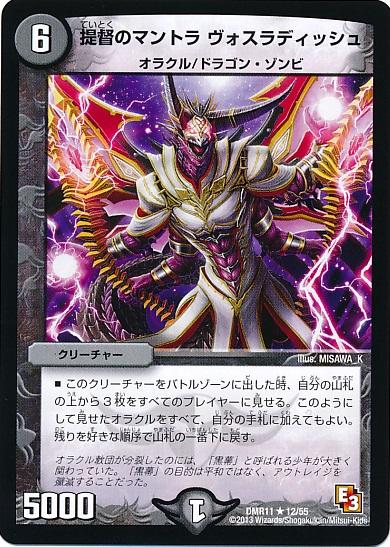 6
提督のマントラ ヴォスラディッシュ
ていとく
オラクル/ドラゴン・ゾンビ
クリーチャー
illus. MISAWA_K
■ このクリーチャーをバトルゾーンに出した時、自分の山札
の上から3枚をすべてのプレイヤーに見せる。このように
して見せたオラクルをすべて、自分の手札に加えてもよい。
残りを好きな順序で山札の一番下に戻す。
オラクル教団が分裂したのには、「黒幕」と呼ばれる少年が大きく
関わっていた。「黒幕」の目的は平和ではなく、アウトレイジを
殲滅することだった。
5000
1
DMR11 ★ 12/55
©2013 Wizards/Shogakukan/Mitsui-Kids
E3